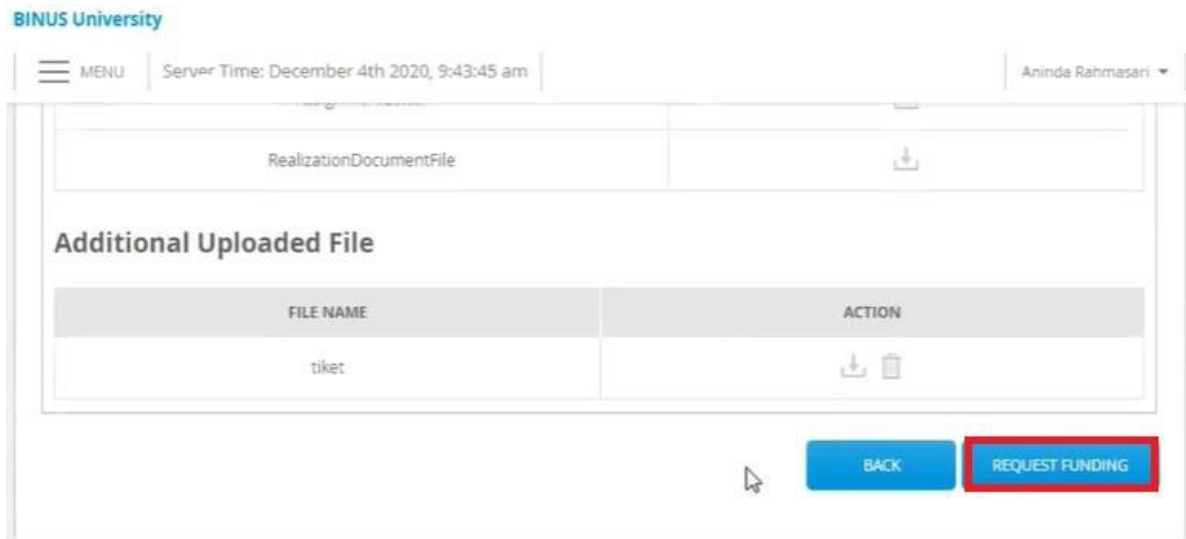 BINUS University
MENU
Server Time: December 4th 2020, 9:43:45 am
Aninda Rahmasari
RealizationDocumentFile
Additional Uploaded File
FILE NAME
ACTION
tiket
BACK
REQUEST FUNDING